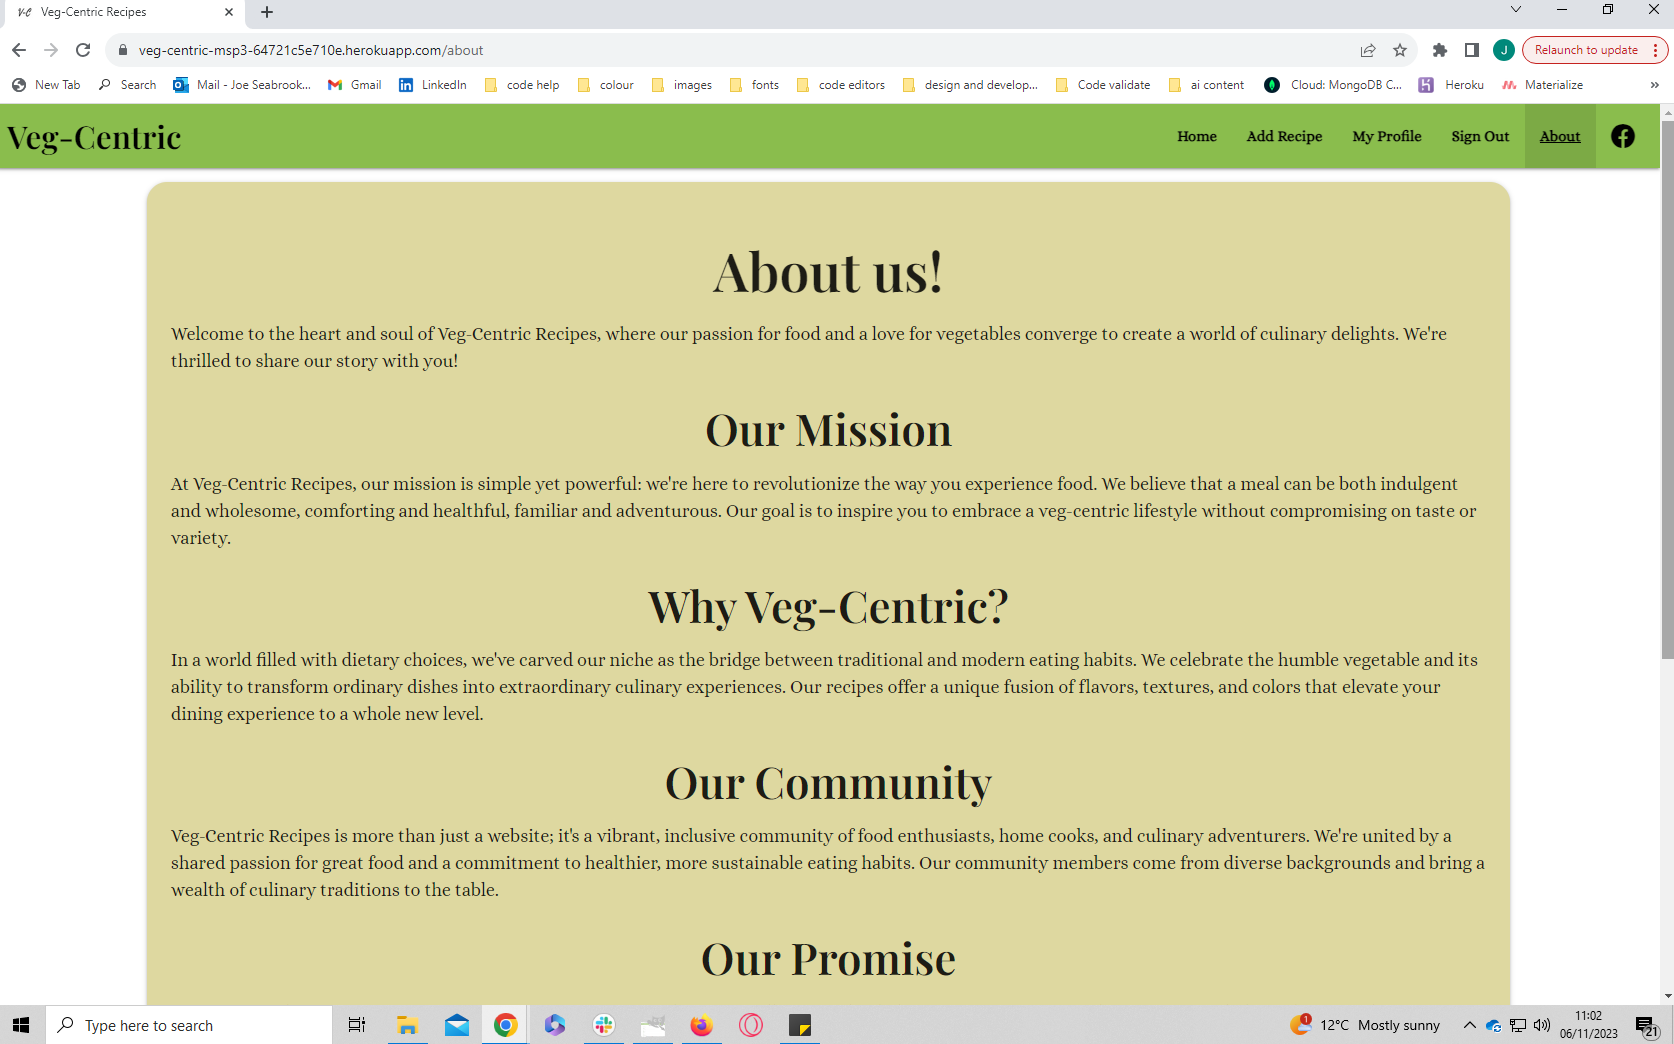 V-C Veg-Centric Recipes
veg-centric-msp3-64721c5e710e.herokuapp.com/about
J
Relaunch to update
New Tab Search Mail - Joe Seabrook... Gmail LinkedIn code help colour images fonts code editors design and develop... Code validate ai content Cloud: MongoDB C... Heroku Materialize »
Veg-Centric Home Add Recipe My Profile Sign Out About
About us!
Welcome to the heart and soul of Veg-Centric Recipes, where our passion for food and a love for vegetables converge to create a world of culinary delights. We're
thrilled to share our story with you!
Our Mission
At Veg-Centric Recipes, our mission is simple yet powerful: we're here to revolutionize the way you experience food. We believe that a meal can be both indulgent
and wholesome, comforting and healthful, familiar and adventurous. Our goal is to inspire you to embrace a veg-centric lifestyle without compromising on taste or
variety.
Why Veg-Centric?
In a world filled with dietary choices, we've carved our niche as the bridge between traditional and modern eating habits. We celebrate the humble vegetable and its
ability to transform ordinary dishes into extraordinary culinary experiences. Our recipes offer a unique fusion of flavors, textures, and colors that elevate your
dining experience to a whole new level.
Our Community
Veg-Centric Recipes is more than just a website; it's a vibrant, inclusive community of food enthusiasts, home cooks, and culinary adventurers. We're united by a
shared passion for great food and a commitment to healthier, more sustainable eating habits. Our community members come from diverse backgrounds and bring a
wealth of culinary traditions to the table.
Our Promise
Type here to search
1
12°C Mostly sunny
11:02
06/11/2023
21